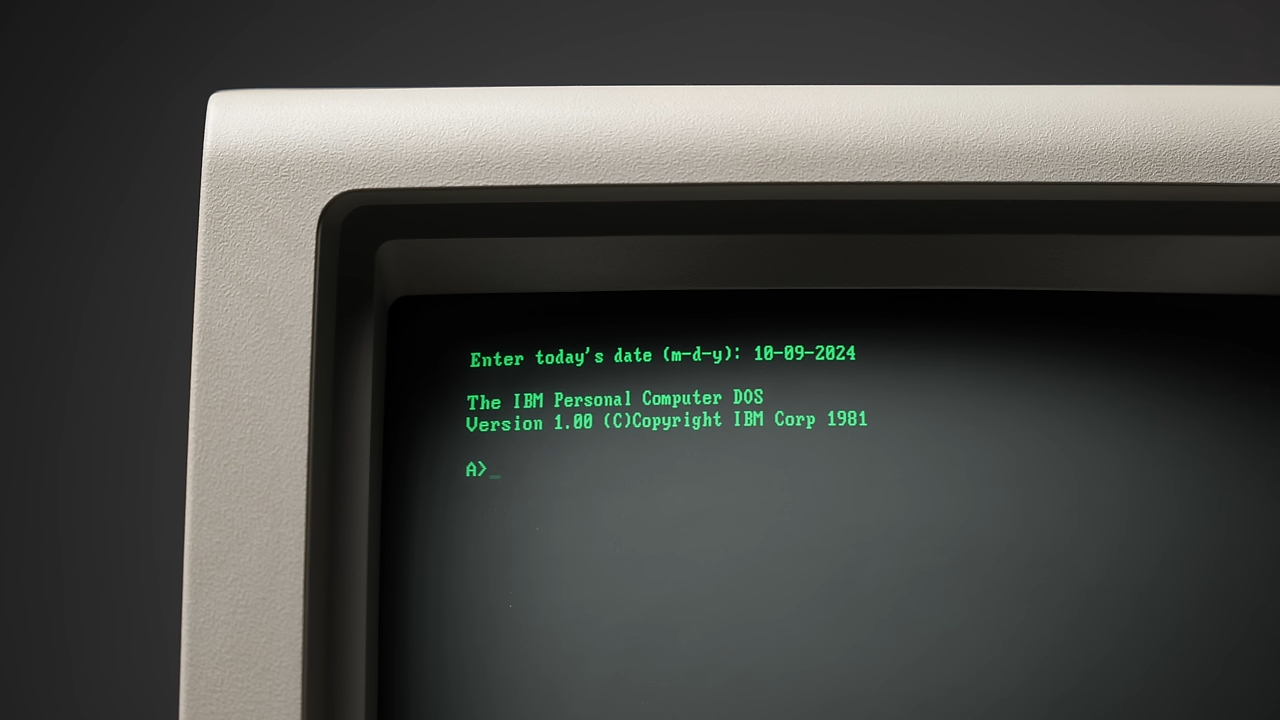 Enter today's date (m-d-y): 10-09-2024
The IBM Personal Computer DOS
Version 1.00 (C)Copyright IBM Corp 1981
A>_